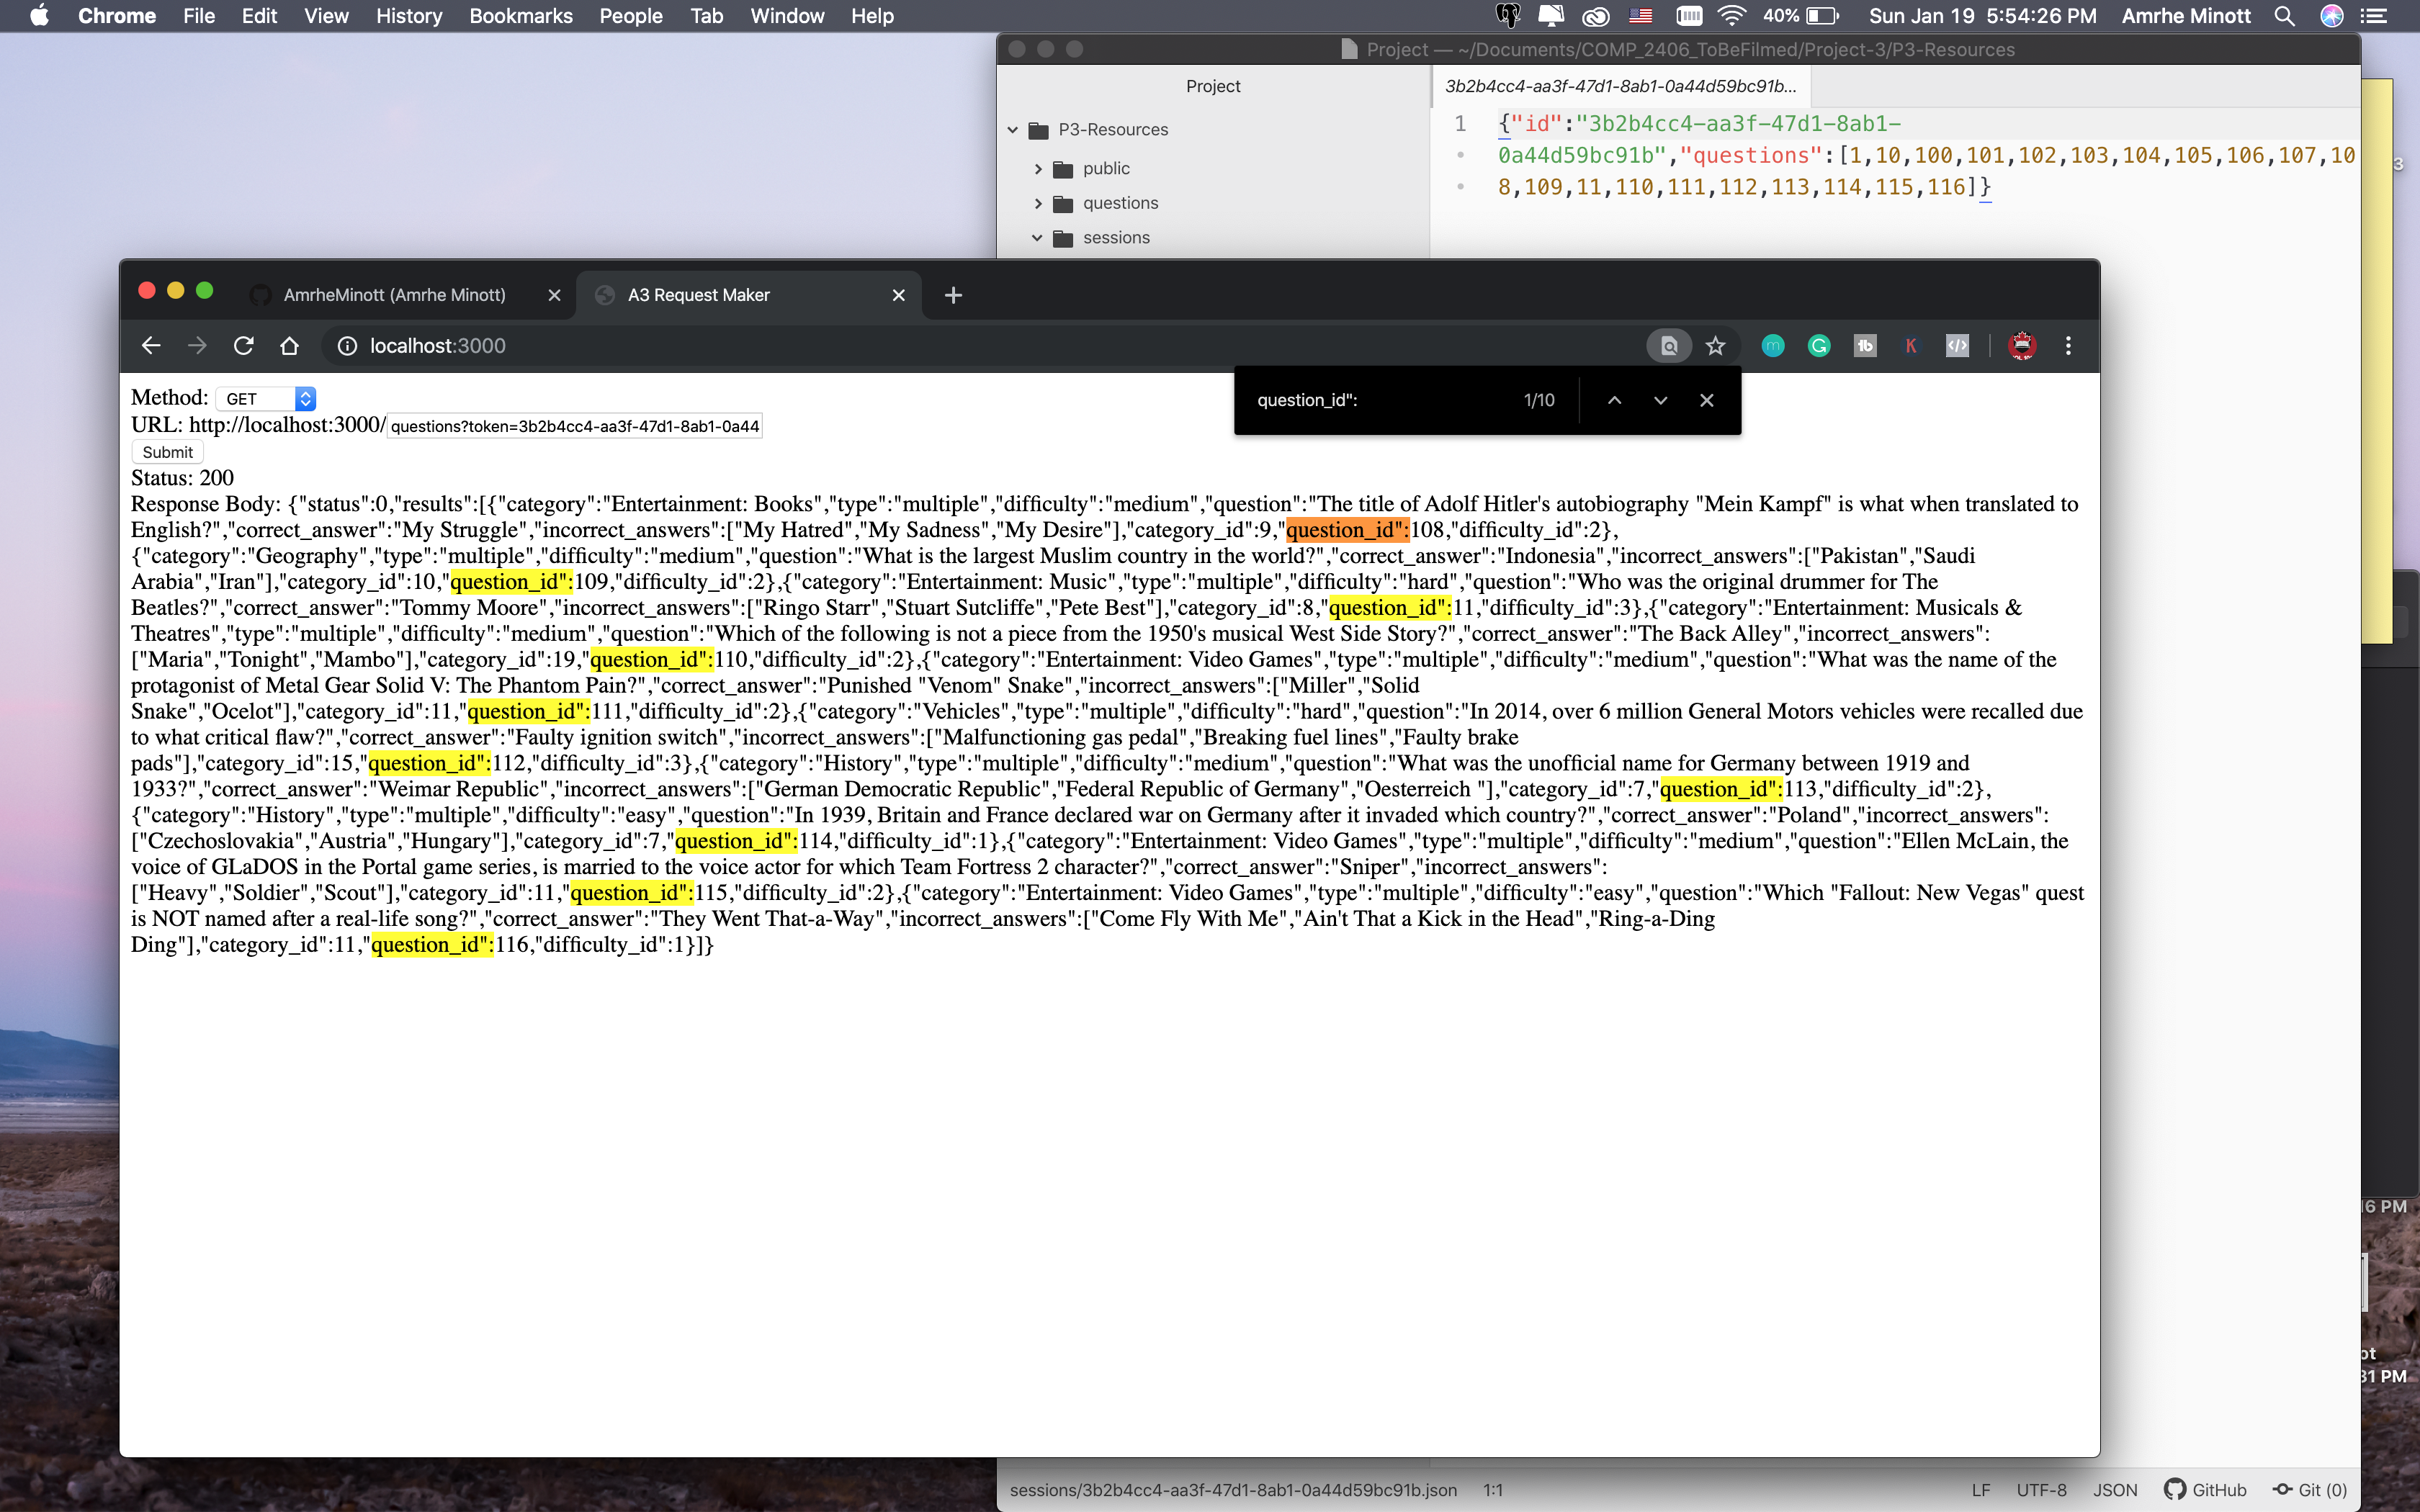 Chrome File Edit View History Bookmarks People Tab Window Help
40% Sun Jan 19 5:54:26 PM Amrhe Minott
Project — ~/Documents/COMP_2406_ToBeFilmed/Project-3/P3-Resources
Project
3b2b4cc4-aa3f-47d1-8ab1-0a44d59bc91b...
P3-Resources
public
questions
sessions
1 {"id":"3b2b4cc4-aa3f-47d1-8ab1-
0a44d59bc91b","questions":[1,10,100,101,102,103,104,105,106,107,10
8,109,11,110,111,112,113,114,115,116]}
3
AmrheMinott (Amrhe Minott)
A3 Request Maker
localhost:3000
question_id": 1/10
Method: GET
URL: http://localhost:3000/ questions?token=3b2b4cc4-aa3f-47d1-8ab1-0a44
Submit
Status: 200
Response Body: {"status":0,"results":[{"category":"Entertainment: Books","type":"multiple","difficulty":"medium","question":"The title of Adolf Hitler's autobiography "Mein Kampf" is what when translated to
English?","correct_answer":"My Struggle","incorrect_answers":["My Hatred","My Sadness","My Desire"],"category_id":9,"question_id":108,"difficulty_id":2},
{"category":"Geography","type":"multiple","difficulty":"medium","question":"What is the largest Muslim country in the world?","correct_answer":"Indonesia","incorrect_answers":["Pakistan","Saudi
Arabia","Iran"],"category_id":10,"question_id":109,"difficulty_id":2},{"category":"Entertainment: Music","type":"multiple","difficulty":"hard","question":"Who was the original drummer for The
Beatles?","correct_answer":"Tommy Moore","incorrect_answers":["Ringo Starr","Stuart Sutcliffe","Pete Best"],"category_id":8,"question_id":11,"difficulty_id":3},{"category":"Entertainment: Musicals &
Theatres","type":"multiple","difficulty":"medium","question":"Which of the following is not a piece from the 1950's musical West Side Story?","correct_answer":"The Back Alley","incorrect_answers":
["Maria","Tonight","Mambo"],"category_id":19,"question_id":110,"difficulty_id":2},{"category":"Entertainment: Video Games","type":"multiple","difficulty":"medium","question":"What was the name of the
protagonist of Metal Gear Solid V: The Phantom Pain?","correct_answer":"Punished "Venom" Snake","incorrect_answers":["Miller","Solid
Snake","Ocelot"],"category_id":11,"question_id":111,"difficulty_id":2},{"category":"Vehicles","type":"multiple","difficulty":"hard","question":"In 2014, over 6 million General Motors vehicles were recalled due
to what critical flaw?","correct_answer":"Faulty ignition switch","incorrect_answers":["Malfunctioning gas pedal","Breaking fuel lines","Faulty brake
pads"],"category_id":15,"question_id":112,"difficulty_id":3},{"category":"History","type":"multiple","difficulty":"medium","question":"What was the unofficial name for Germany between 1919 and
1933?","correct_answer":"Weimar Republic","incorrect_answers":["German Democratic Republic","Federal Republic of Germany","Oesterreich "],"category_id":7,"question_id":113,"difficulty_id":2},
{"category":"History","type":"multiple","difficulty":"easy","question":"In 1939, Britain and France declared war on Germany after it invaded which country?","correct_answer":"Poland","incorrect_answers":
["Czechoslovakia","Austria","Hungary"],"category_id":7,"question_id":114,"difficulty_id":1},{"category":"Entertainment: Video Games","type":"multiple","difficulty":"medium","question":"Ellen McLain, the
voice of GLaDOS in the Portal game series, is married to the voice actor for which Team Fortress 2 character?","correct_answer":"Sniper","incorrect_answers":
["Heavy","Soldier","Scout"],"category_id":11,"question_id":115,"difficulty_id":2},{"category":"Entertainment: Video Games","type":"multiple","difficulty":"easy","question":"Which "Fallout: New Vegas" quest
is NOT named after a real-life song?","correct_answer":"They Went That-a-Way","incorrect_answers":["Come Fly With Me","Ain't That a Kick in the Head","Ring-a-Ding
Ding"],"category_id":11,"question_id":116,"difficulty_id":1}]}
6 PM
ot
31 PM
sessions/3b2b4cc4-aa3f-47d1-8ab1-0a44d59bc91b.json 1:1 LF UTF-8 JSON GitHub Git (0)